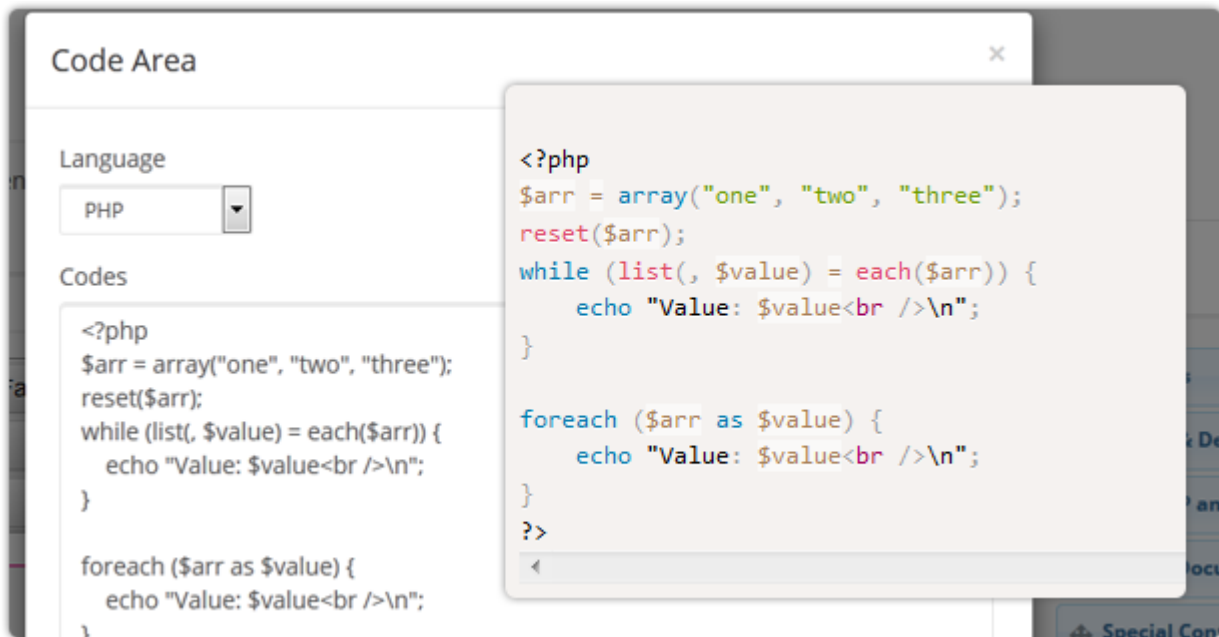 Code Area
×
Language
PHP
Codes
<?php
$arr = array("one", "two", "three");
reset($arr);
while (list(, $value) = each($arr)) {
    echo "Value: $value<br />\n";
}

foreach ($arr as $value) {
    echo "Value: $value<br />\n";
}
<?php
$arr = array("one", "two", "three");
reset($arr);
while (list(, $value) = each($arr)) {
    echo "Value: $value<br />\n";
}

foreach ($arr as $value) {
    echo "Value: $value<br />\n";
}
?>
Special